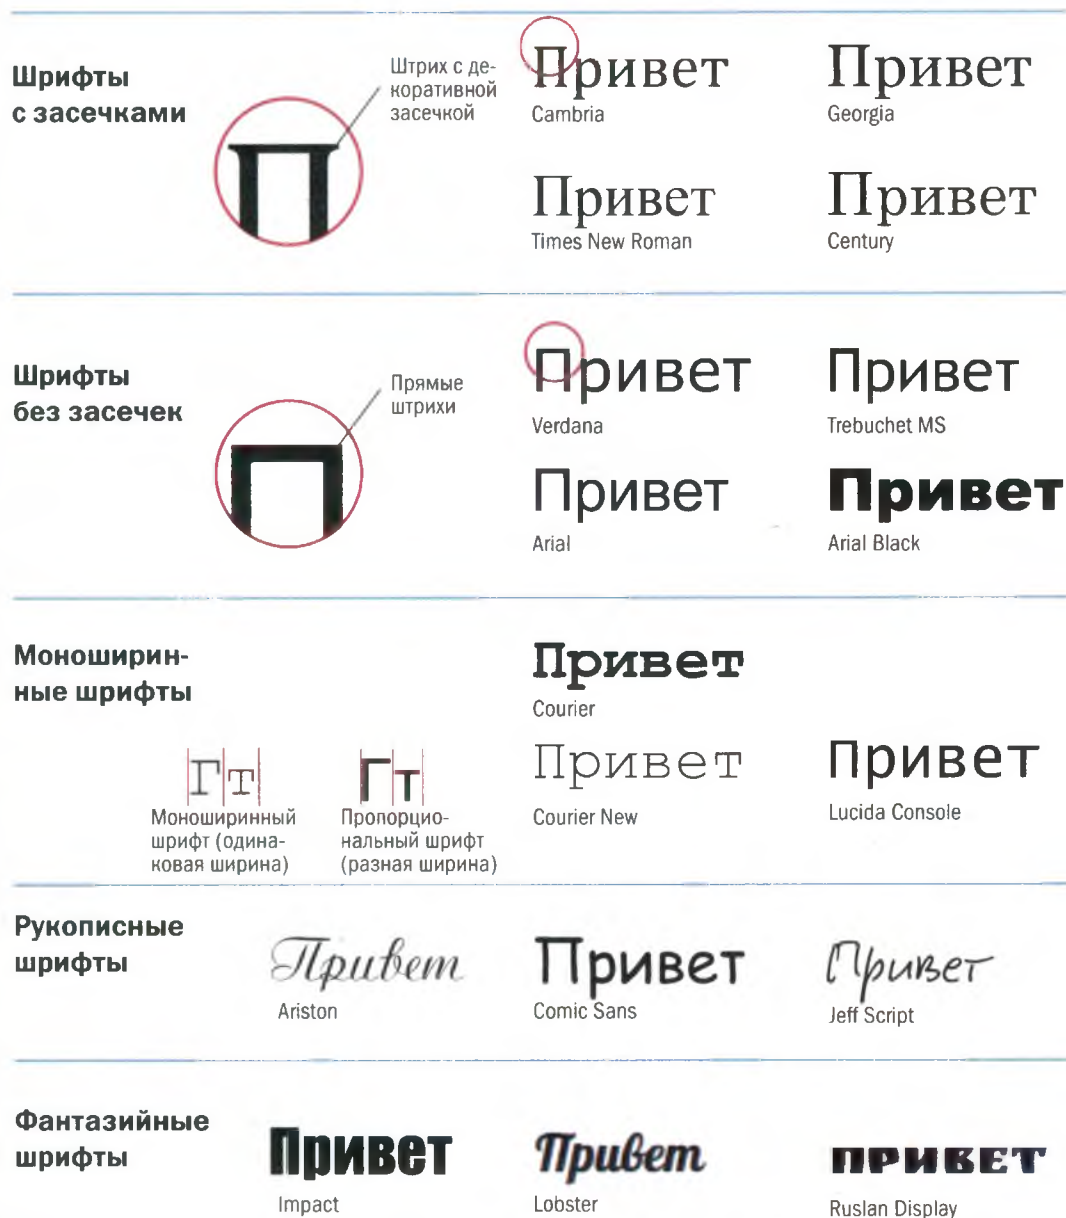 Шрифты
с засечками
Штрих с де-
коративной
засечкой
Привет
Cambria
Привет
Georgia
Привет
Times New Roman
Привет
Century
Шрифты
без засечек
Прямые
штрихи
Привет
Verdana
Привет
Trebuchet MS
Привет
Arial
Привет
Arial Black
Моноширин-
ные шрифты
Гт
Моноширинный
шрифт (одина-
ковая ширина)
Гт
Пропорцио-
нальный шрифт
(разная ширина)
Привет
Courier
Привет
Courier New
Привет
Lucida Console
Рукописные
шрифты
Привет
Ariston
Привет
Comic Sans
Привет
Jeff Script
Фантазийные
шрифты
Привет
Impact
Привет
Lobster
ПРИВЕТ
Ruslan Display